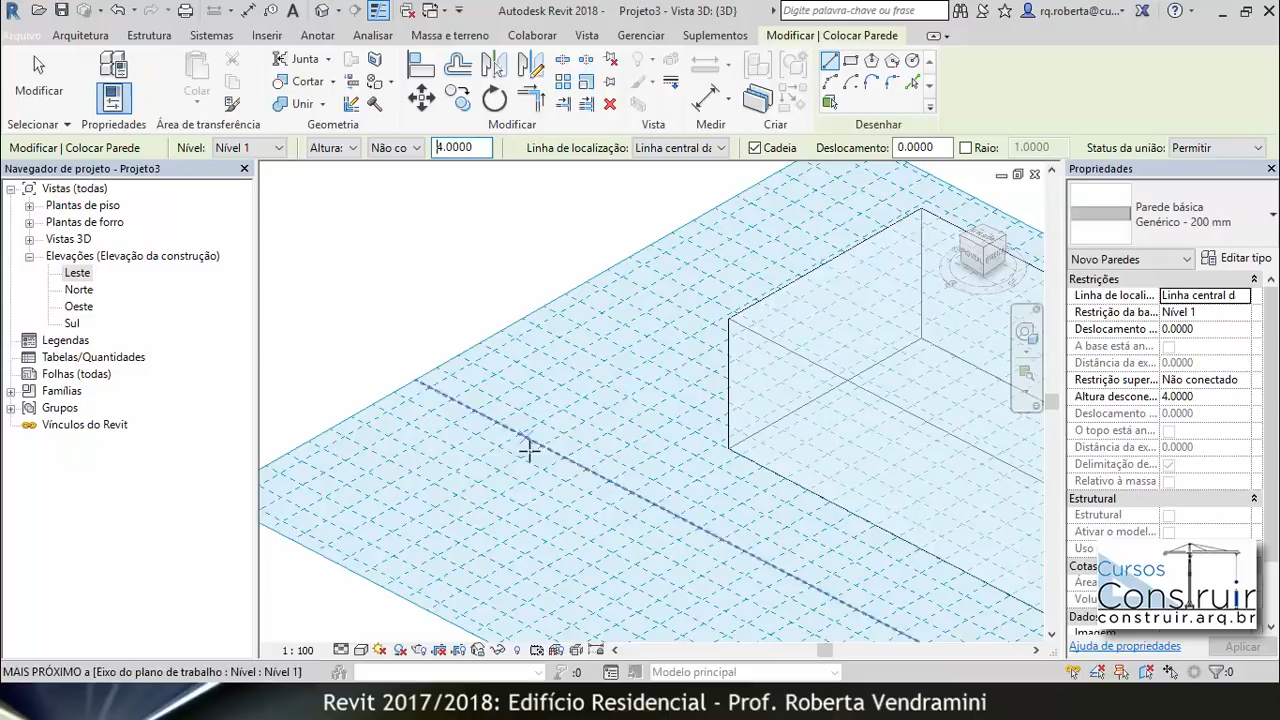 Autodesk Revit 2018 - Projeto3 - Vista 3D: {3D}
Digite palavra-chave ou frase
rq.roberta@cu...
Arquivo Arquitetura Estrutura Sistemas Inserir Anotar Analisar Massa e terreno Colaborar Vista Gerenciar Suplementos Modificar | Colocar Parede
Modificar
Colar
Junta
Cortar
Unir
Selecionar Propriedades Área de transferência Geometria Modificar Vista Medir Criar Desenhar
Modificar | Colocar Parede Nível: Nível 1 Altura: Não co 4.0000 Linha de localização: Linha central da Cadeia Deslocamento: 0.0000 Raio: 1.0000 Status da união: Permitir
Navegador de projeto - Projeto3
Vistas (todas)
Plantas de piso
Plantas de forro
Vistas 3D
Elevações (Elevação da construção)
Leste
Norte
Oeste
Sul
Legendas
Tabelas/Quantidades
Folhas (todas)
Famílias
Grupos
Vínculos do Revit
Propriedades
Parede básica
Genérico - 200 mm
Novo Paredes
Editar tipo
Restrições
Linha de locali... Linha central d
Restrição da ba... Nível 1
Deslocamento ... 0.0000
A base está an...
Distância da ex... 0.0000
Restrição super... Não conectado
Altura descone... 4.0000
Deslocamento ... 0.0000
O topo está an...
Distância da ex... 0.0000
Delimitação de...
Relativo à massa
Estrutural
Estrutural
Ativar o model...
Uso
Cotas
Área
Volu
Dados
Imagem
Cursos
Construir
construir.arq.br
Ajuda de propriedades
Aplicar
1 : 100
MAIS PRÓXIMO a [Eixo do plano de trabalho : Nível : Nível 1]
:0
Modelo principal
:0
Revit 2017/2018: Edifício Residencial - Prof. Roberta Vendramini